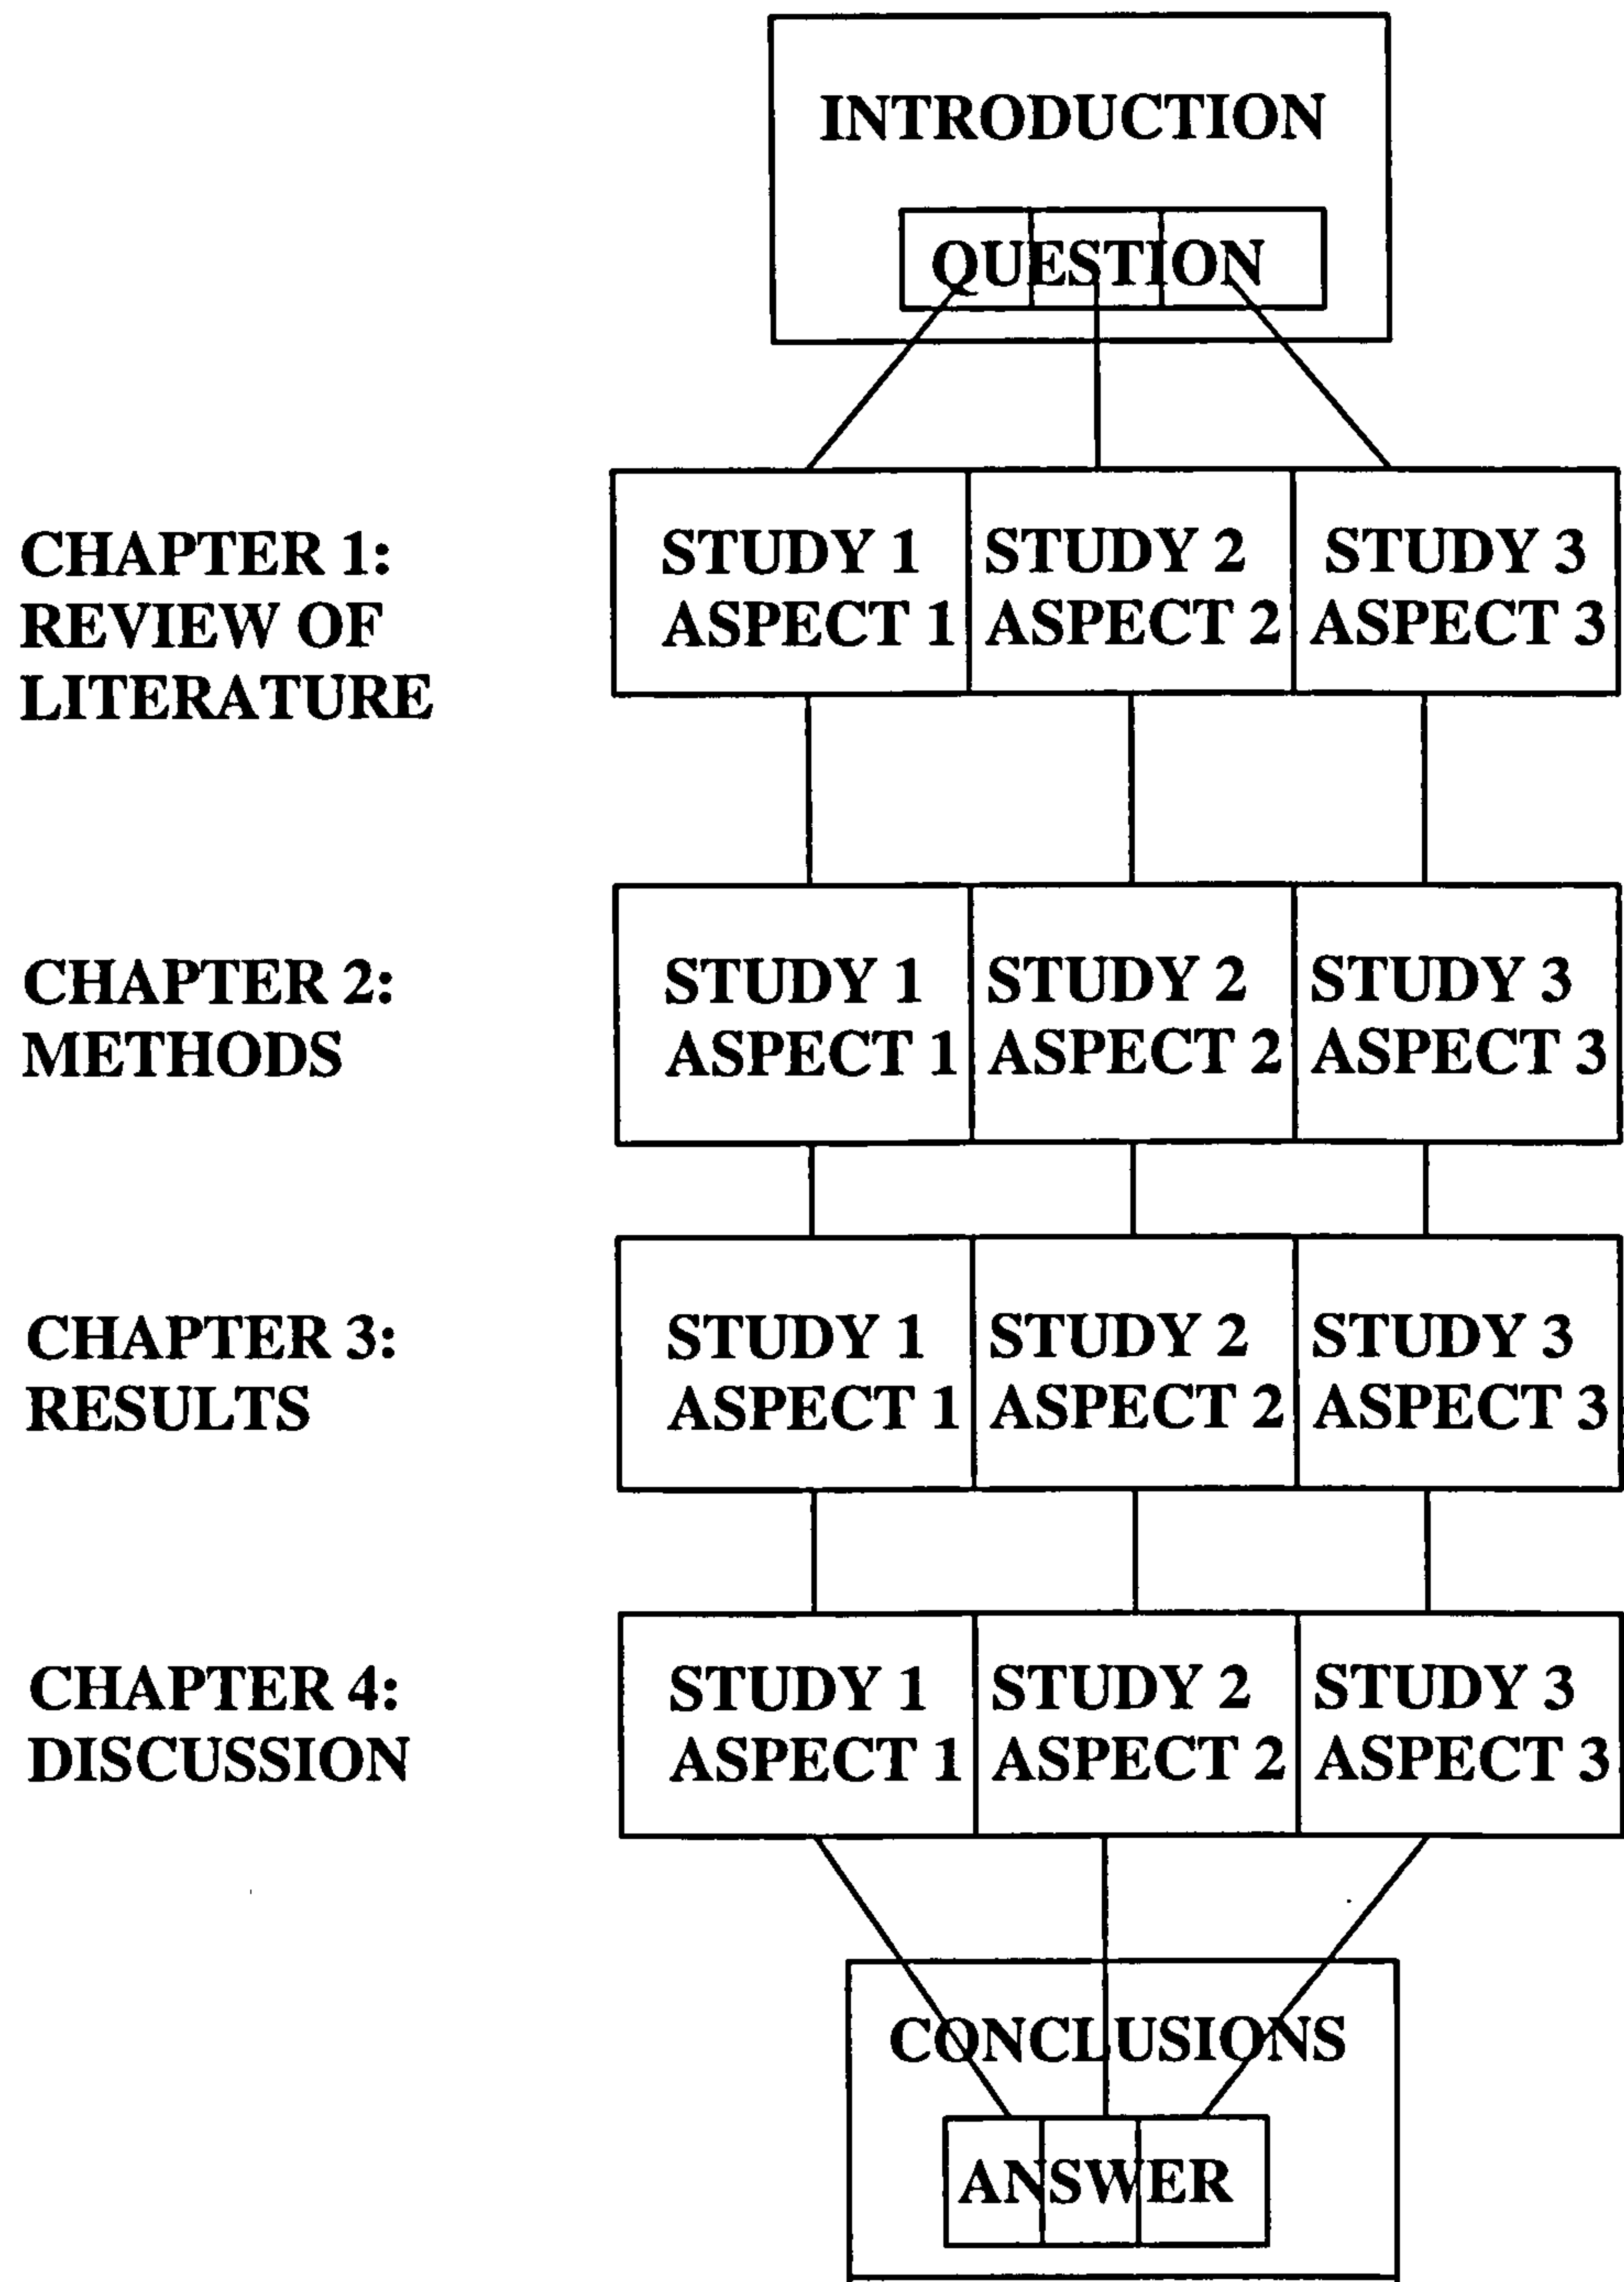 INTRODUCTION
QUESTION
CHAPTER 1:
REVIEW OF
LITERATURE
STUDY 1 STUDY 2 STUDY 3
ASPECT 1 ASPECT 2 ASPECT 3
CHAPTER 2:
METHODS
STUDY 1 STUDY 2 STUDY 3
ASPECT 1 ASPECT 2 ASPECT 3
CHAPTER 3:
RESULTS
STUDY 1 STUDY 2 STUDY 3
ASPECT 1 ASPECT 2 ASPECT 3
CHAPTER 4:
DISCUSSION
STUDY 1 STUDY 2 STUDY 3
ASPECT 1 ASPECT 2 ASPECT 3
CONCLUSIONS
ANSWER